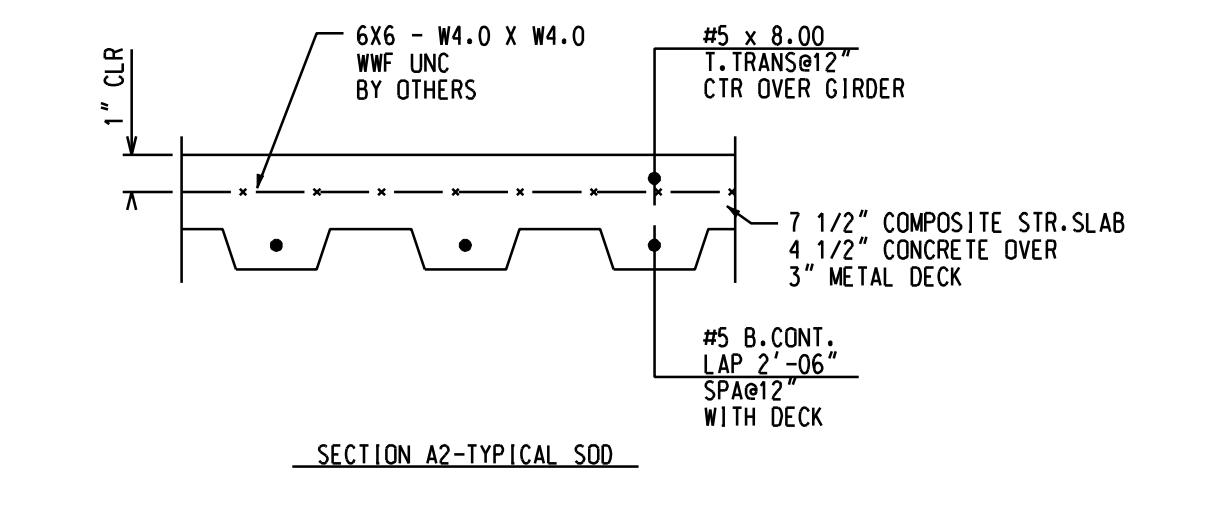 1" CLR
6X6 - W4.0 X W4.0
WWF UNC
BY OTHERS
#5 x 8.00
T.TRANS@12"
CTR OVER GIRDER
7 1/2" COMPOSITE STR.SLAB
4 1/2" CONCRETE OVER
3" METAL DECK
#5 B.CONT.
LAP 2'-06"
SPA@12"
WITH DECK
SECTION A2-TYPICAL SOD